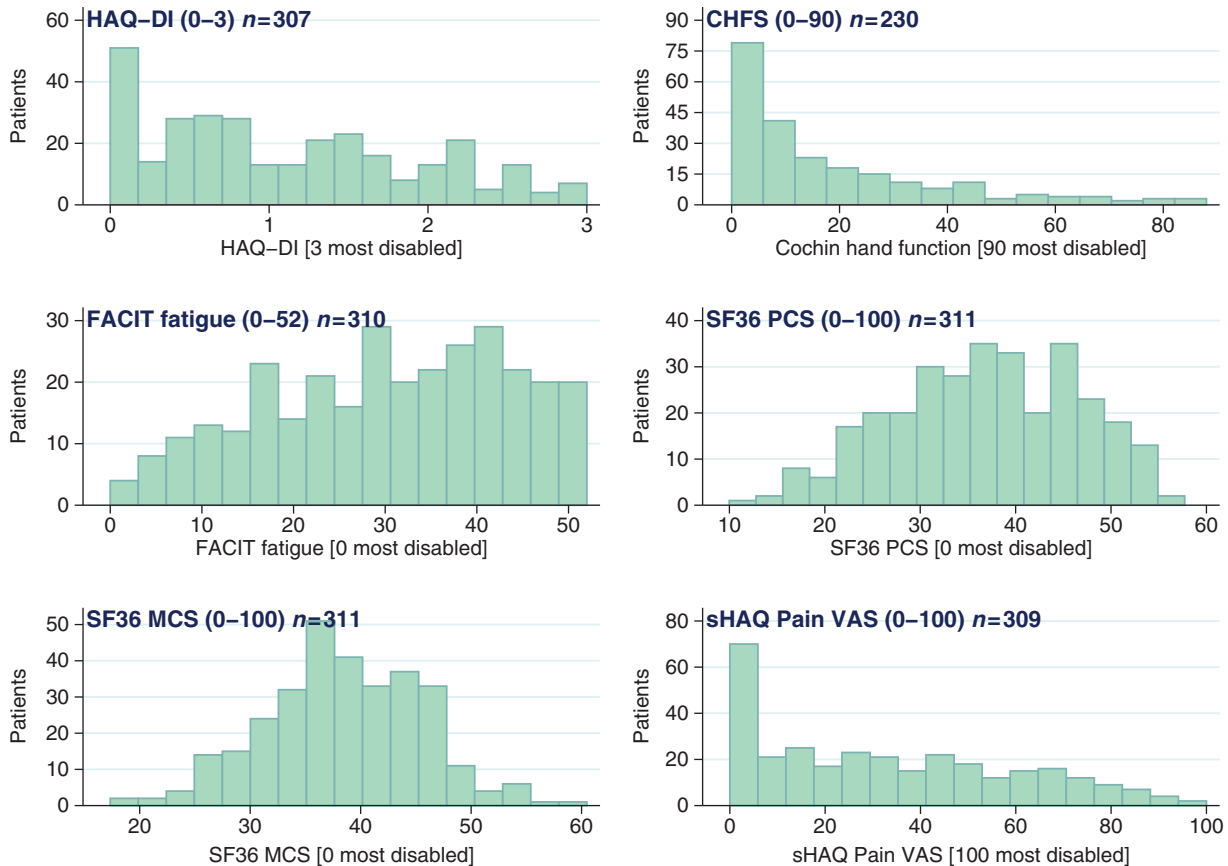 HAQ–DI (0–3) n=307
60
40
20
0
Patients
0 1 2 3
HAQ–DI [3 most disabled]
CHFS (0–90) n=230
90
75
60
45
30
15
0
Patients
0 20 40 60 80
Cochin hand function [90 most disabled]
FACIT fatigue (0–52) n=310
30
20
10
0
Patients
0 10 20 30 40 50
FACIT fatigue [0 most disabled]
SF36 PCS (0–100) n=311
40
30
20
10
0
Patients
10 20 30 40 50 60
SF36 PCS [0 most disabled]
SF36 MCS (0–100) n=311
50
40
30
20
10
0
Patients
20 30 40 50 60
SF36 MCS [0 most disabled]
sHAQ Pain VAS (0–100) n=309
80
60
40
20
0
Patients
0 20 40 60 80 100
sHAQ Pain VAS [100 most disabled]